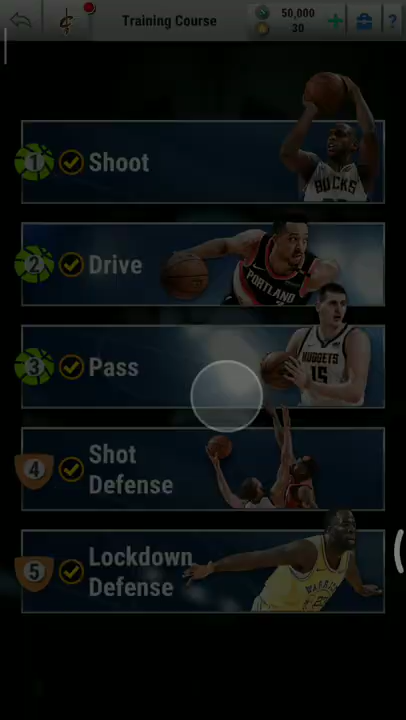 Training Course
50,000
30
?
1 Shoot
BUCKS
2 Drive
PORTLAND
3 Pass
NUGGETS
15
4 Shot
Defense
5 Lockdown
Defense